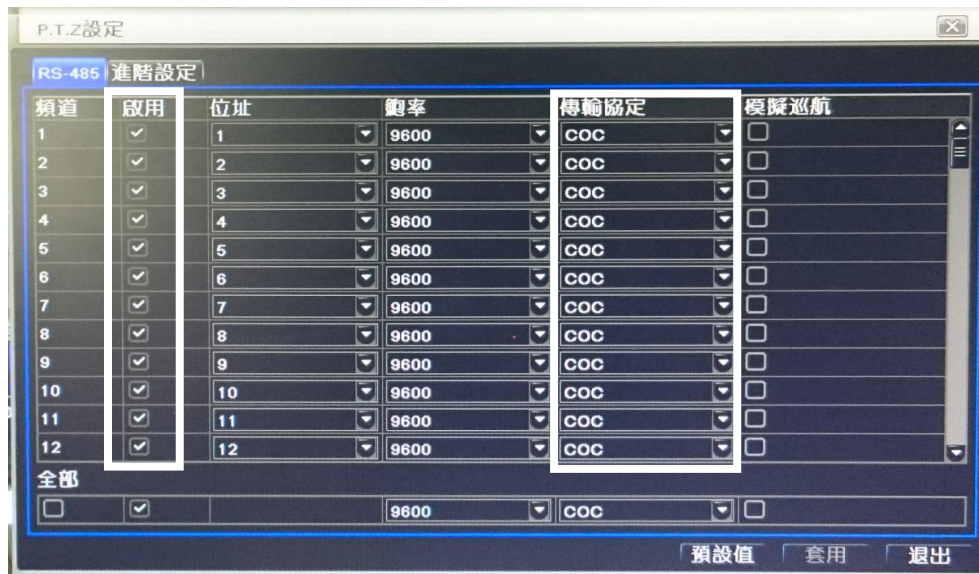 P.T.Z設定
RS-485 進階設定
頻道 啟用 位址 鮑率 傳輸協定 模擬巡航
1 1 9600 COC
2 2 9600 COC
3 3 9600 COC
4 4 9600 COC
5 5 9600 COC
6 6 9600 COC
7 7 9600 COC
8 8 9600 COC
9 9 9600 COC
10 10 9600 COC
11 11 9600 COC
12 12 9600 COC
全部
9600 COC
預設值 套用 退出